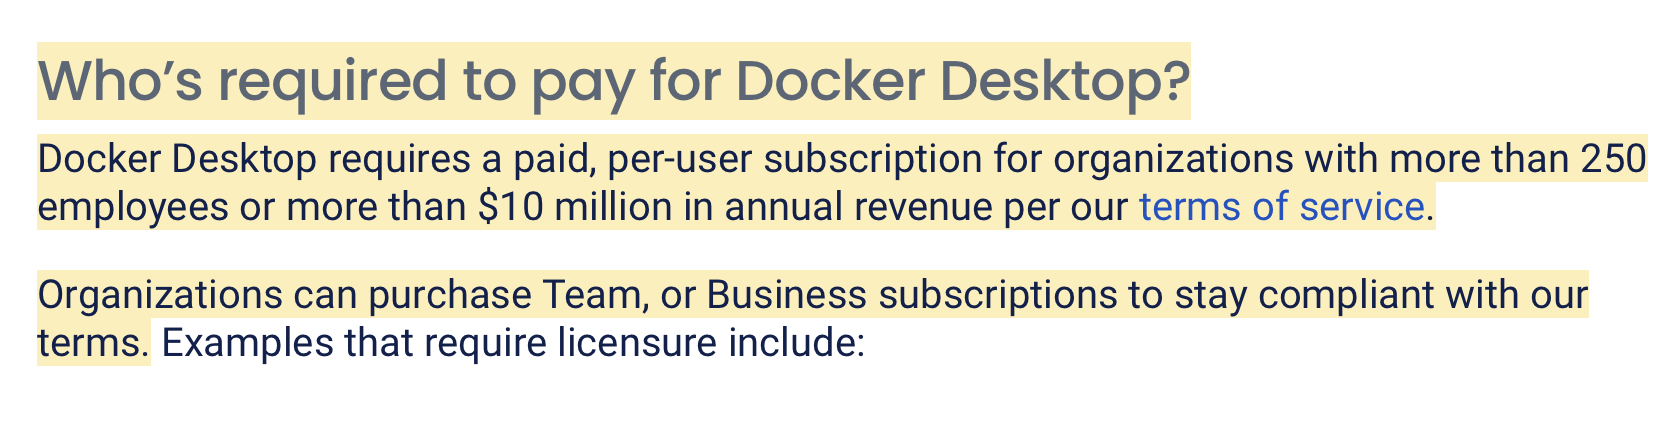 Who’s required to pay for Docker Desktop?
Docker Desktop requires a paid, per-user subscription for organizations with more than 250
employees or more than $10 million in annual revenue per our terms of service.
Organizations can purchase Team, or Business subscriptions to stay compliant with our
terms. Examples that require licensure include: